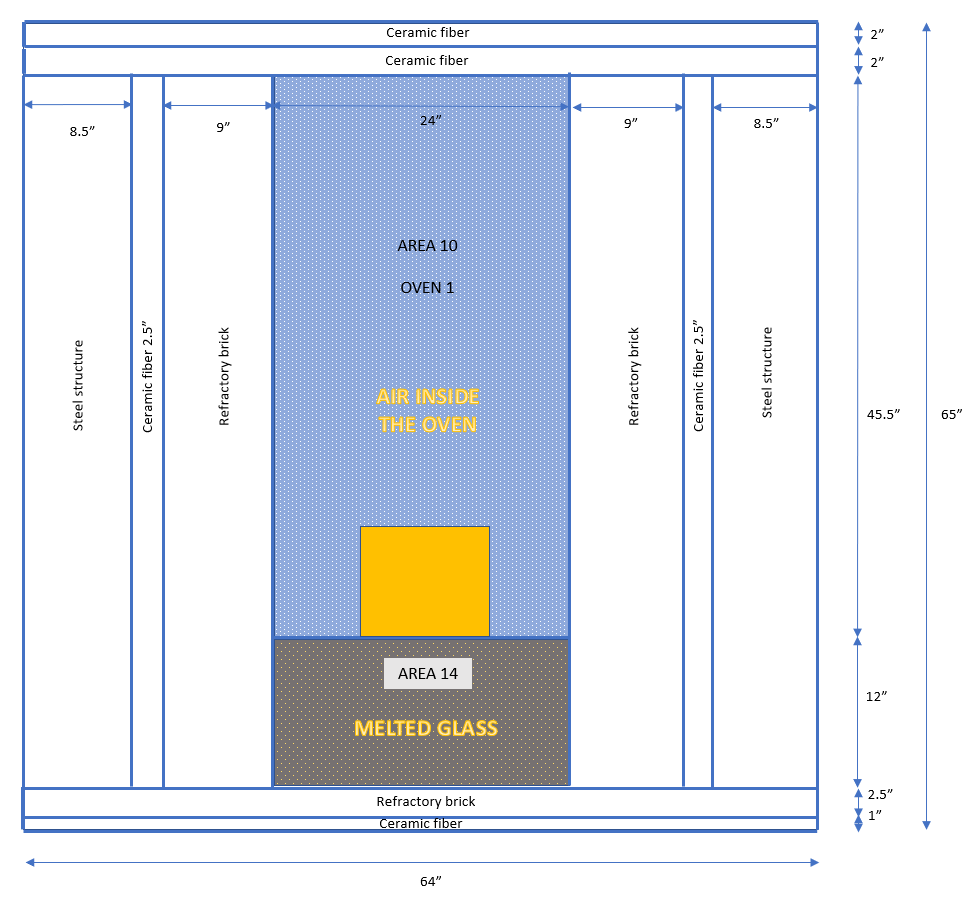 Ceramic fiber
2”
Ceramic fiber
2”
8.5”
9”
24”
9”
8.5”
AREA 10
OVEN 1
Steel structure
Ceramic fiber 2.5”
Refractory brick
AIR INSIDE
THE OVEN
Refractory brick
Ceramic fiber 2.5”
Steel structure
45.5”
65”
AREA 14
MELTED GLASS
12”
Refractory brick
2.5”
Ceramic fiber
1”
64”